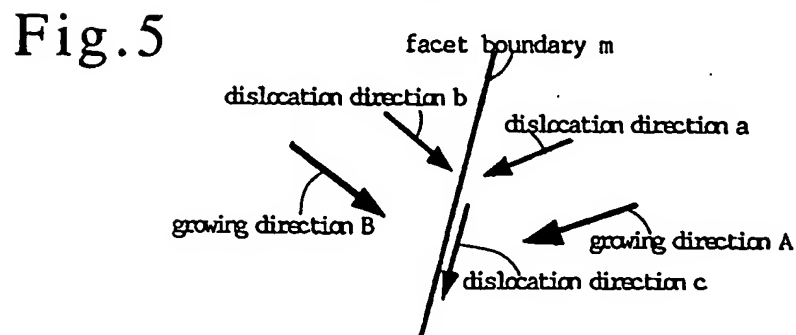 Fig.5
facet boundary m
dislocation direction b
dislocation direction a
growing direction B
growing direction A
dislocation direction c